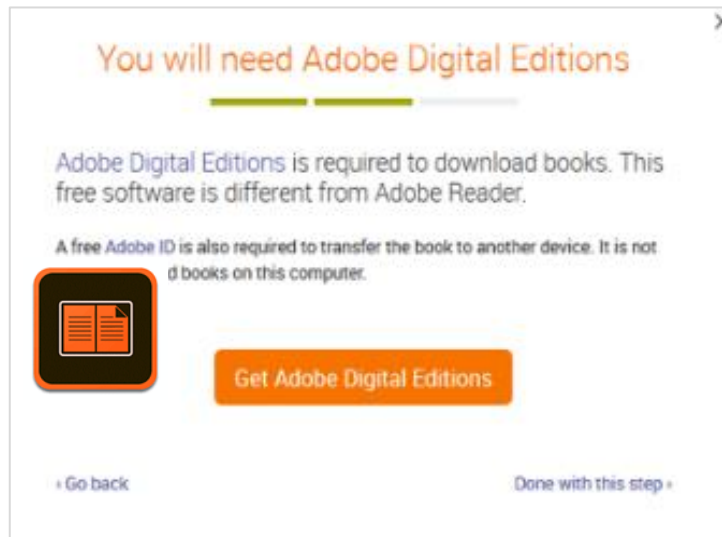 You will need Adobe Digital Editions
Adobe Digital Editions is required to download books. This
free software is different from Adobe Reader.
A free Adobe ID is also required to transfer the book to another device. It is not
d books on this computer.
Get Adobe Digital Editions
‹ Go back
Done with this step ›